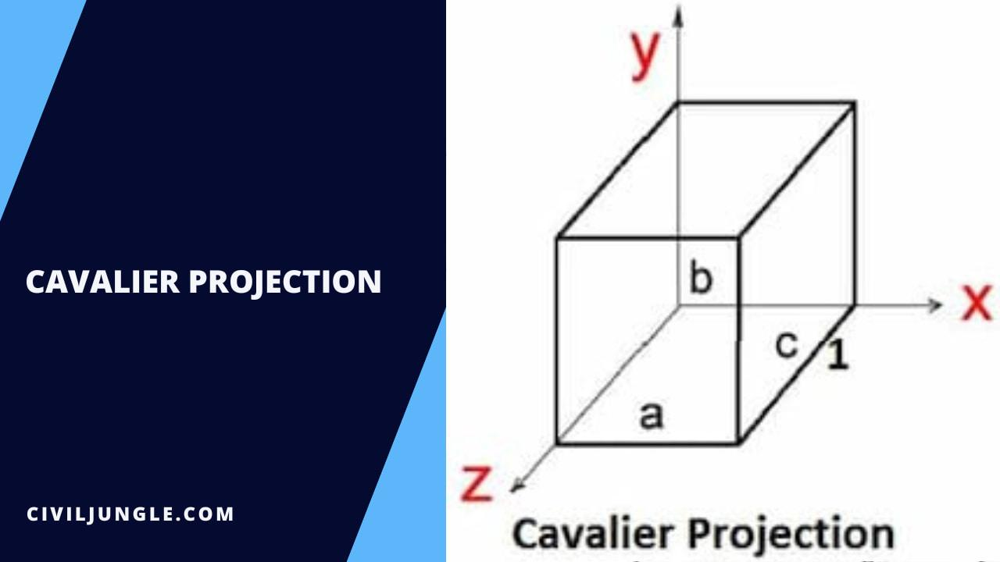 CAVALIER PROJECTION
CIVILJUNGLE.COM
y
b
x
c
1
a
z
Cavalier Projection